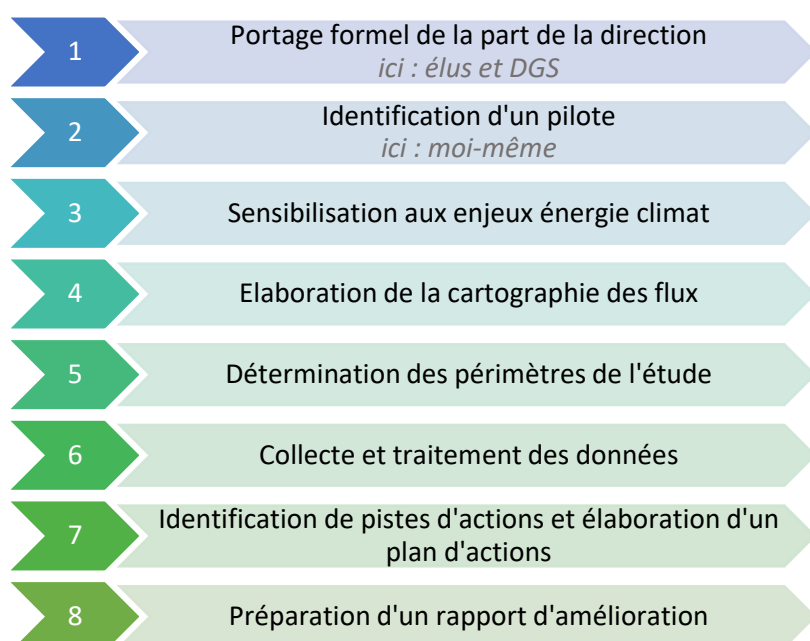 1
Portage formel de la part de la direction
ici : élus et DGS
2
Identification d'un pilote
ici : moi-même
3
Sensibilisation aux enjeux énergie climat
4
Elaboration de la cartographie des flux
5
Détermination des périmètres de l'étude
6
Collecte et traitement des données
7
Identification de pistes d'actions et élaboration d'un
plan d'actions
8
Préparation d'un rapport d'amélioration